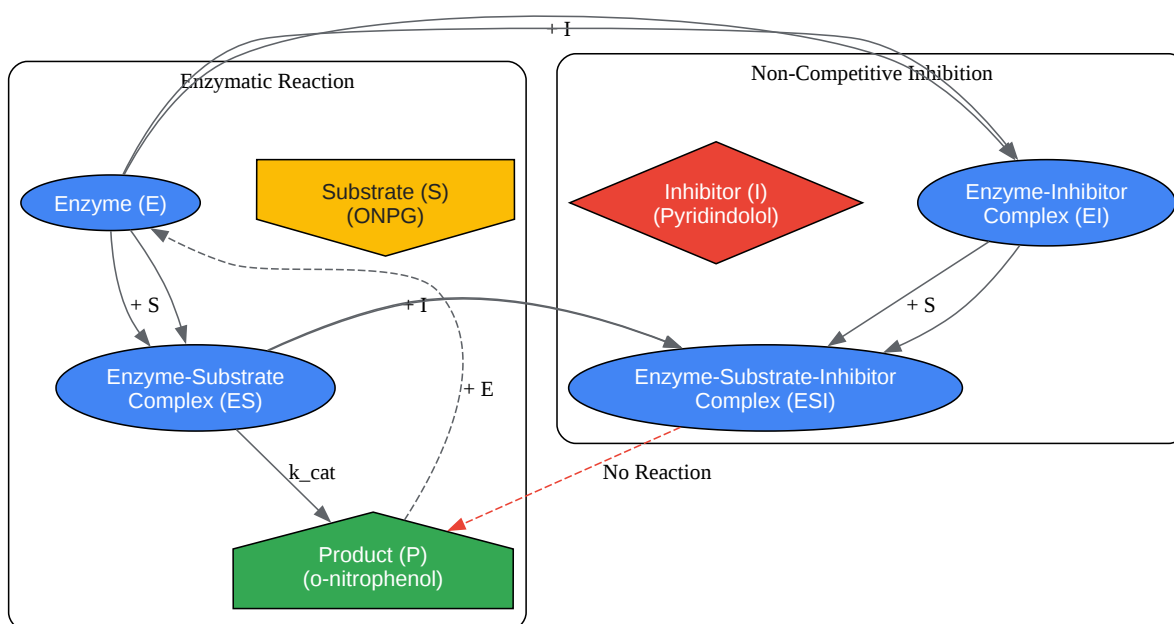 + I
Enzymatic Reaction
Non-Competitive Inhibition
Enzyme (E)
Substrate (S)
(ONPG)
Inhibitor (I)
(Pyridindolol)
Enzyme-Inhibitor
Complex (EI)
+ S
+ I
+ S
Enzyme-Substrate
Complex (ES)
+ E
Enzyme-Substrate-Inhibitor
Complex (ESI)
k_cat
No Reaction
Product (P)
(o-nitrophenol)